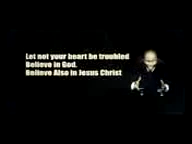 Let not your heart be troubled
Believe in God.
Believe Also in Jesus Christ